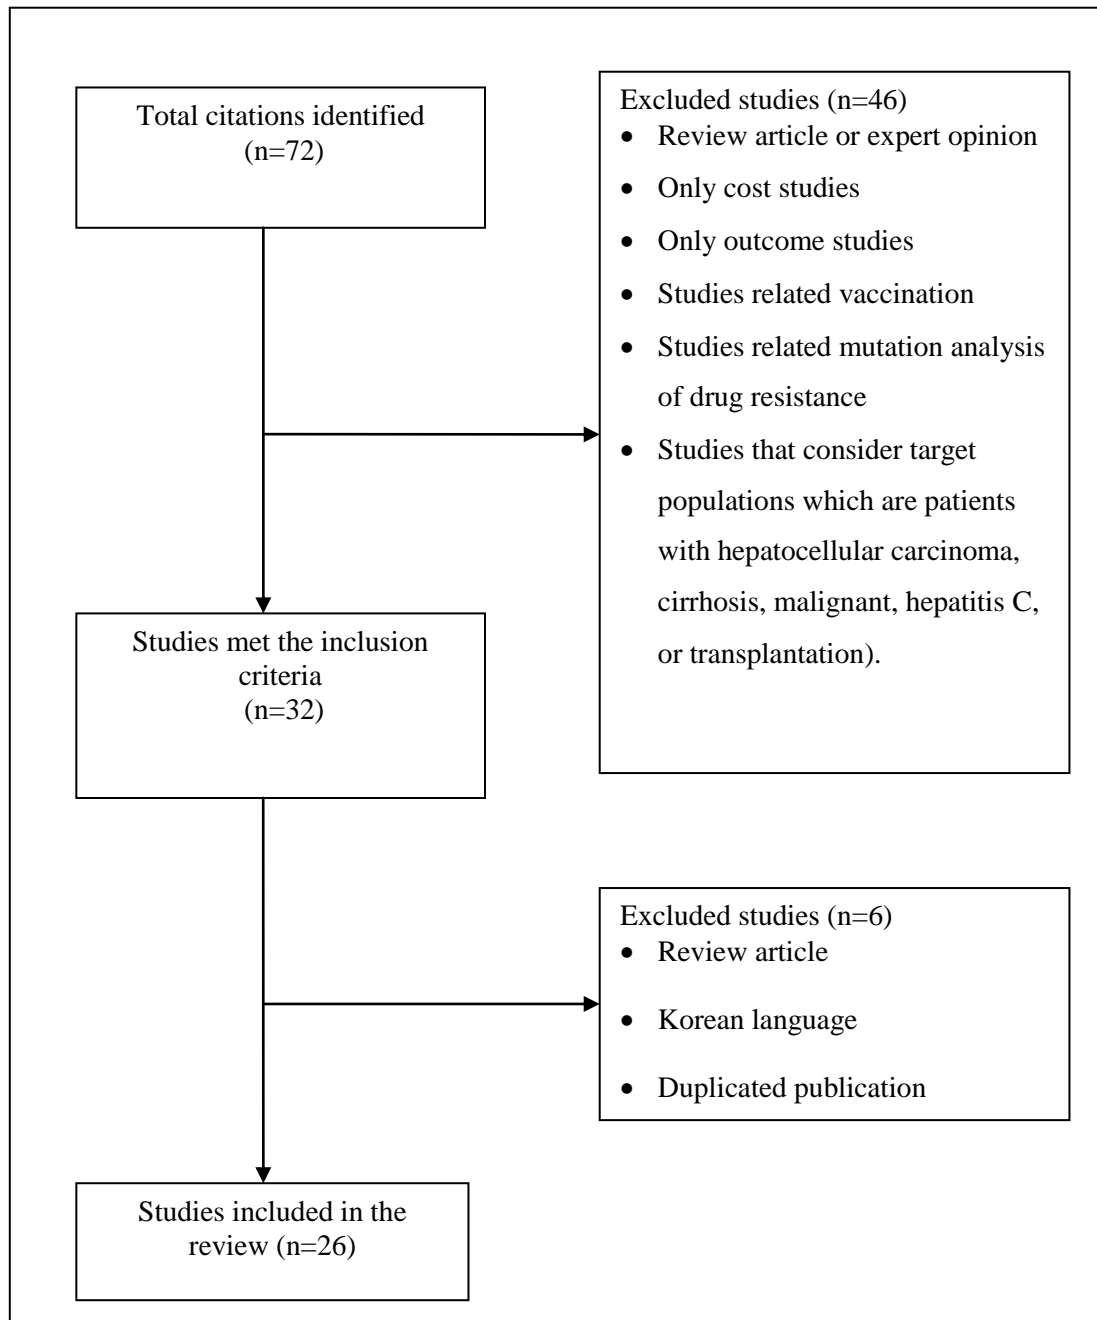 Total citations identified
(n=72)
Excluded studies (n=46)
• Review article or expert opinion
• Only cost studies
• Only outcome studies
• Studies related vaccination
• Studies related mutation analysis
of drug resistance
• Studies that consider target
populations which are patients
with hepatocellular carcinoma,
cirrhosis, malignant, hepatitis C,
or transplantation).
Studies met the inclusion
criteria
(n=32)
Excluded studies (n=6)
• Review article
• Korean language
• Duplicated publication
Studies included in the
review (n=26)